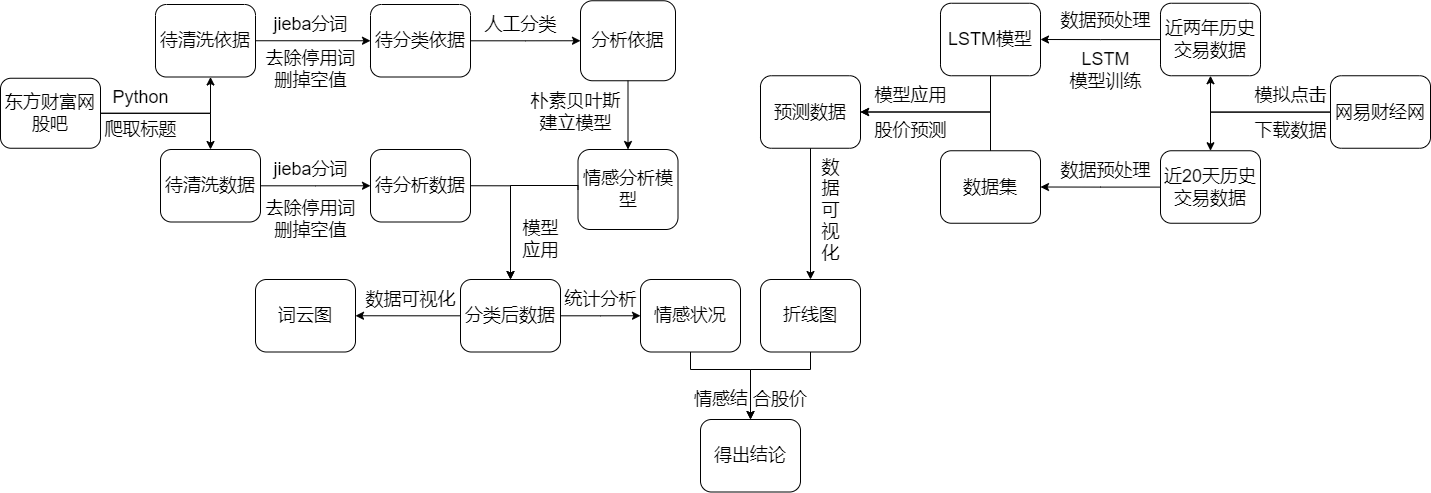 东方财富网
股吧
Python
爬取标题
待清洗依据
jieba分词
去除停用词
删掉空值
待分类依据
人工分类
分析依据
朴素贝叶斯
建立模型
待清洗数据
jieba分词
去除停用词
删掉空值
待分析数据
情感分析模
型
模型
应用
词云图
数据可视化
分类后数据
统计分析
情感状况
预测数据
模型应用
股价预测
LSTM模型
数据预处理
LSTM
模型训练
近两年历史
交易数据
模拟点击
下载数据
网易财经网
数据集
数据预处理
近20天历史
交易数据
数
据
可
视
化
折线图
情感结合股价
得出结论